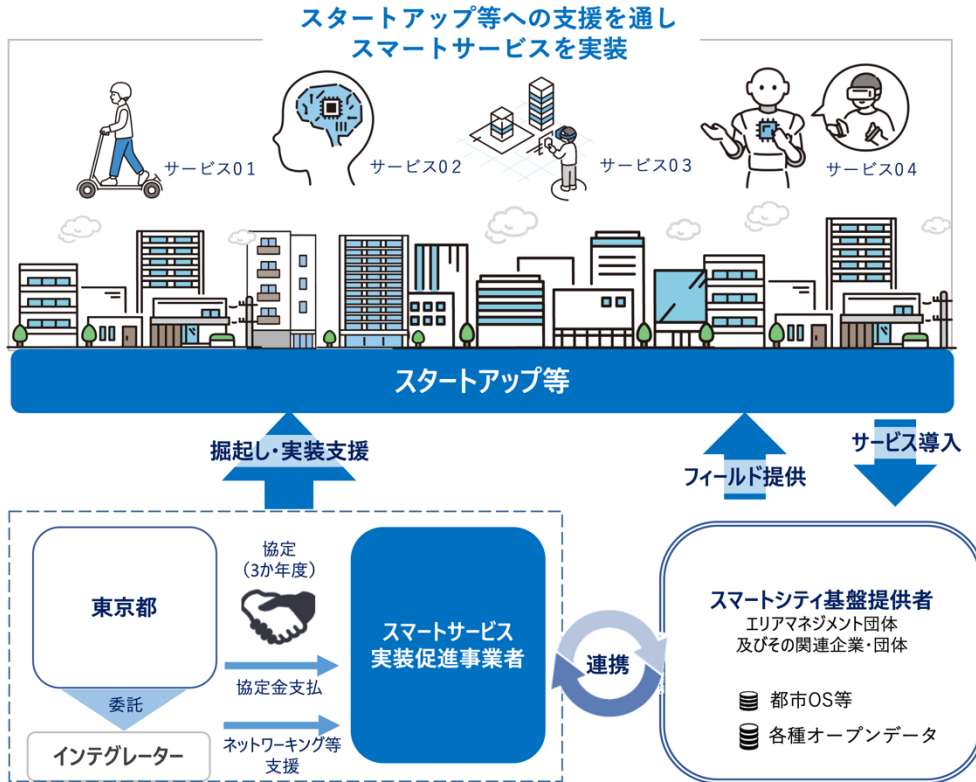 スタートアップ等への支援を通し
スマートサービスを実装
サービス01
サービス02
サービス03
サービス04
スタートアップ等
掘起し・実装支援
フィールド提供
サービス導入
東京都
協定
(3か年度)
協定金支払
委託
インテグレーター
ネットワーキング等
支援
スマートサービス
実装促進事業者
連携
スマートシティ基盤提供者
エリアマネジメント団体
及びその関連企業・団体
都市OS等
各種オープンデータ